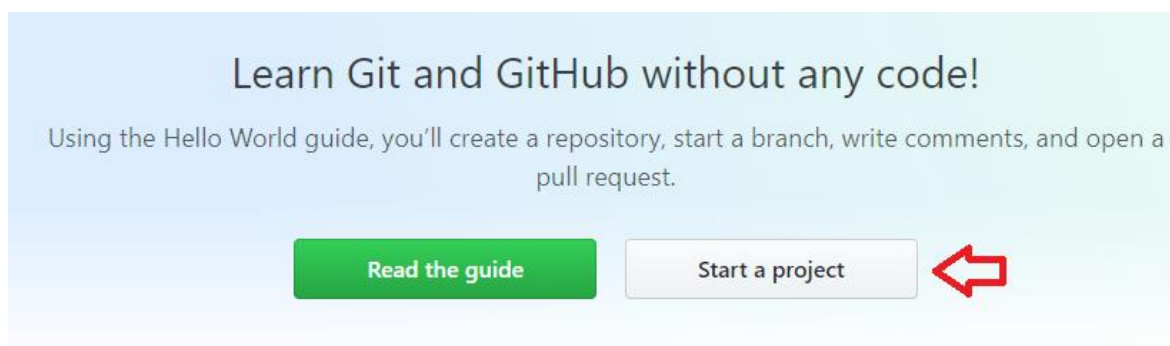 Learn Git and GitHub without any code!
Using the Hello World guide, you’ll create a repository, start a branch, write comments, and open a
pull request.
Read the guide
Start a project